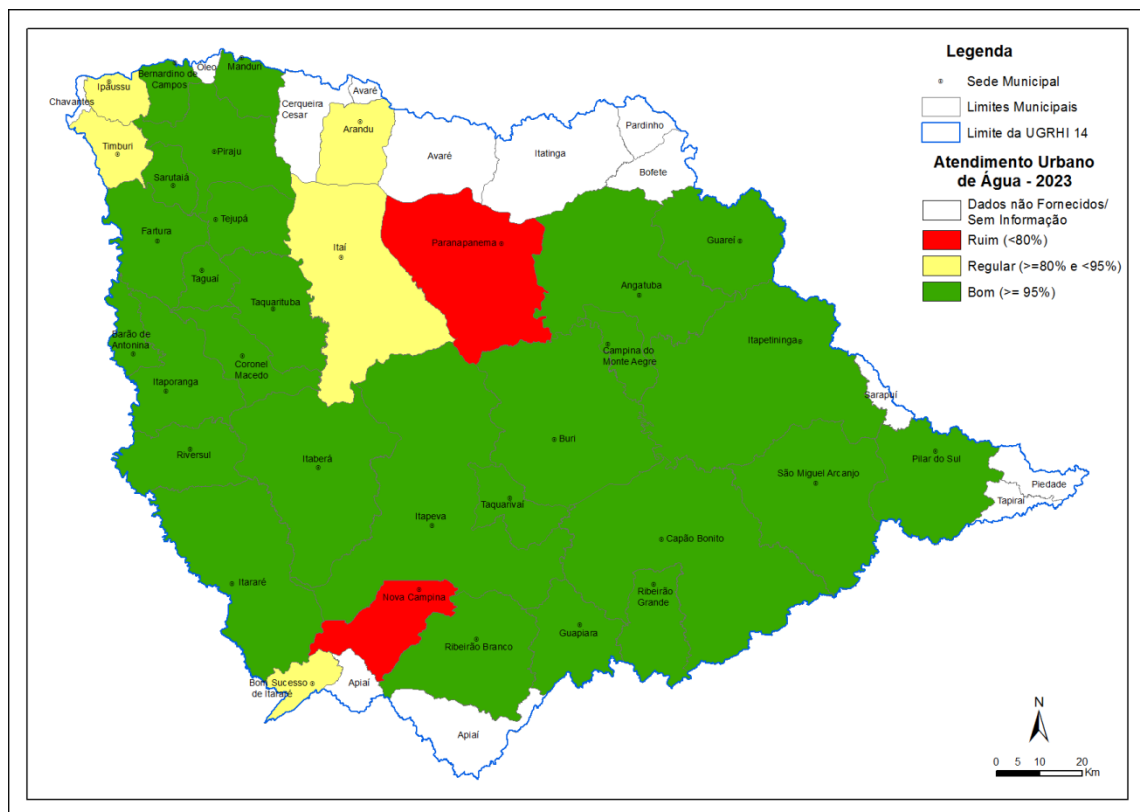 Legenda
Sede Municipal
Limites Municipais
Limite da UGRHI 14
Atendimento Urbano
de Água - 2023
Dados não Fornecidos/
Sem Informação
Ruim (<80%)
Regular (>=80% e <95%)
Bom (>= 95%)
Óleo
Manduri
Bernardino de
Campos
Ipaussu
Chavantes
Cerqueira
Cesar
Avaré
Arandu
Timburi
Piraju
Avaré
Itatinga
Pardinho
Bofete
Sarutaiá
Tejupá
Fartura
Itaí
Paranapanema
Guareí
Taguaí
Angatuba
Taquarituba
Barão de
Antonina
Coronel
Macedo
Campina do
Monte Aegre
Itapetininga
Itaporanga
Sarapuí
Riversul
Itaberá
Buri
Pilar do Sul
São Miguel Arcanjo
Piedade
Tapiraí
Taquarivaí
Itapeva
Capão Bonito
Itararé
Nova Campina
Ribeirão
Grande
Ribeirão Branco
Guapiara
Bom Sucesso
de Itararé
Apiaí
Apiaí
N
0 5 10 20
Km